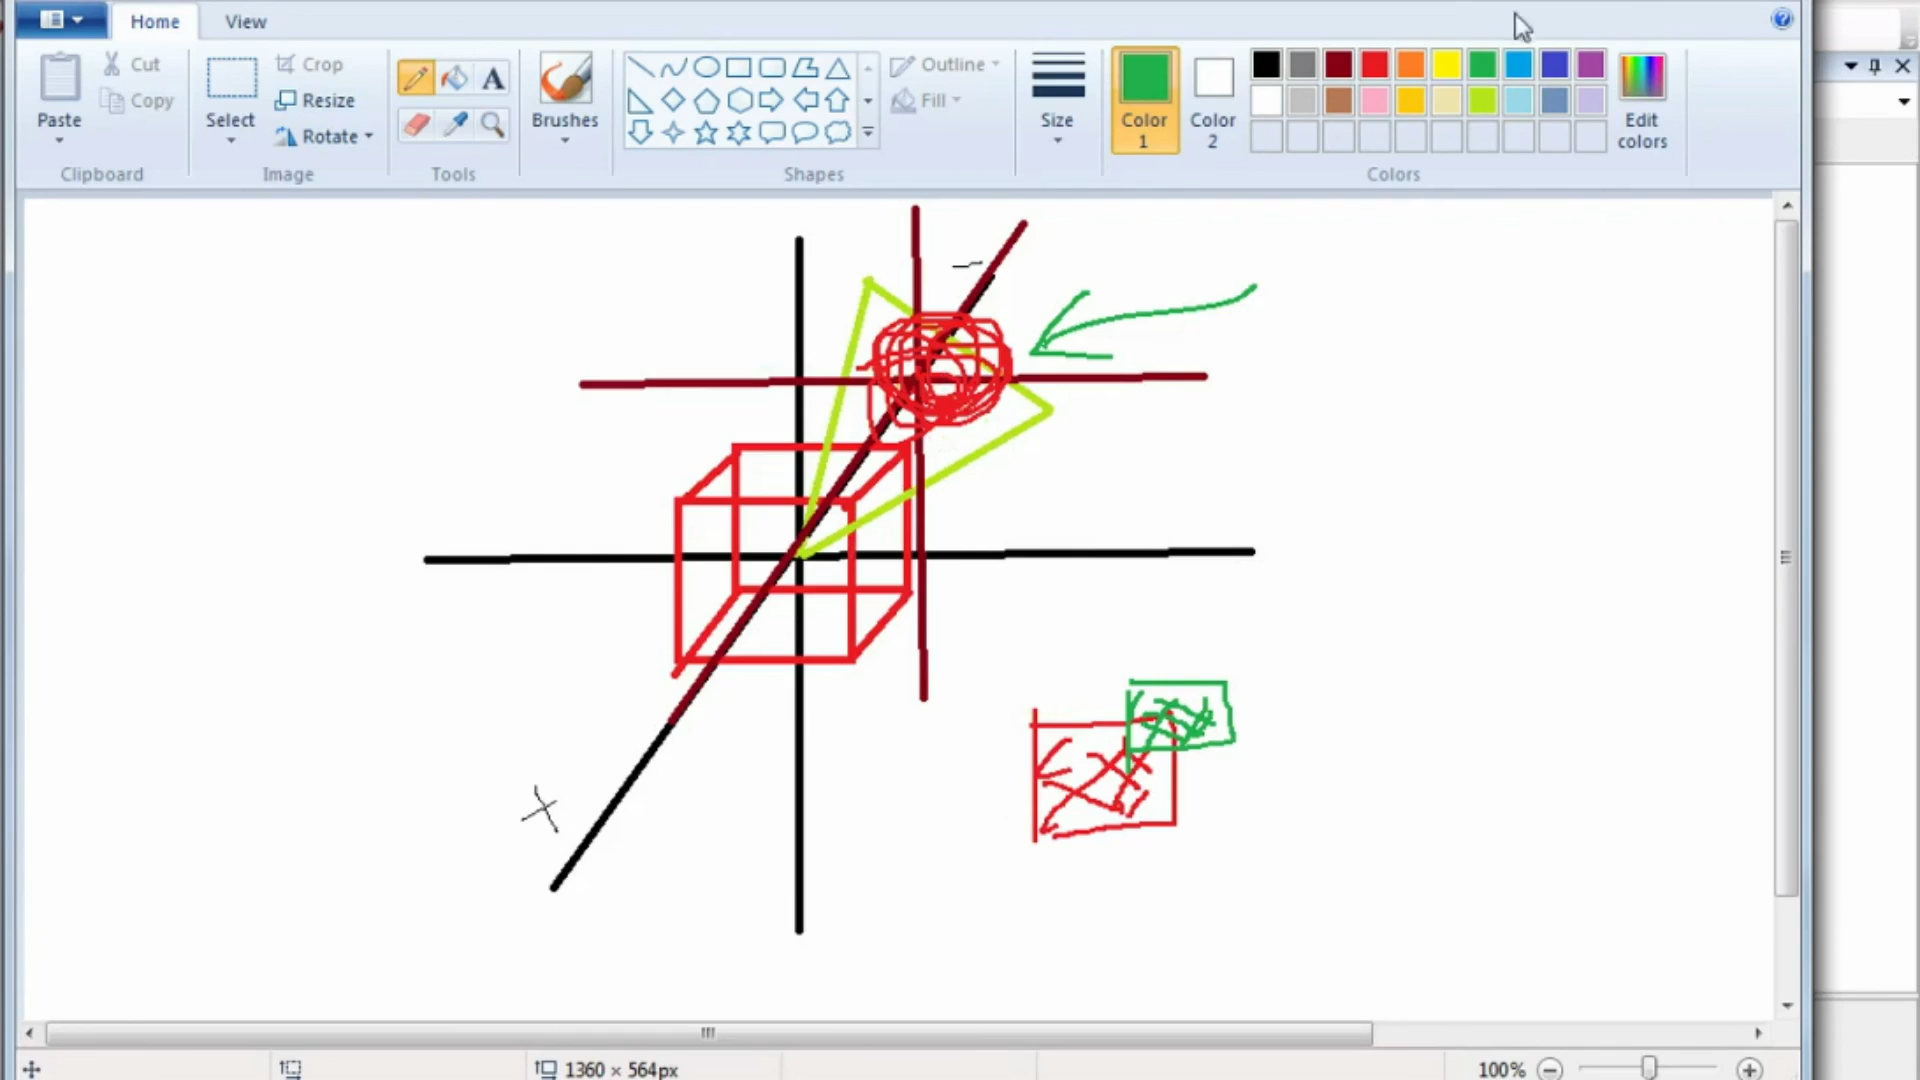 Home
View
Paste
Cut
Copy
Clipboard
Select
Crop
Resize
Rotate
Image
A
Tools
Brushes
Outline
Fill
Shapes
Size
Color
1
Color
2
Edit
colors
Colors
X
1360 × 564px
100%